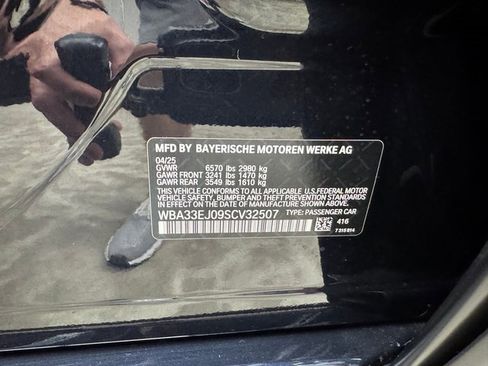 MFD BY BAYERISCHE MOTOREN WERKE AG
04/25
GVWR 6570 lbs 2980 kg
GAWR FRONT 3241 lbs 1470 kg
GAWR REAR 3549 lbs 1610 kg
THIS VEHICLE CONFORMS TO ALL APPLICABLE U.S.FEDERAL MOTOR
VEHICLE SAFETY, BUMPER AND THEFT PREVENTION STANDARDS
IN EFFECT ON THE DATE OF MANUFACTURE SHOWN ABOVE.
WBA33EJ09SCV32507 TYPE: PASSENGER CAR
416
7315814